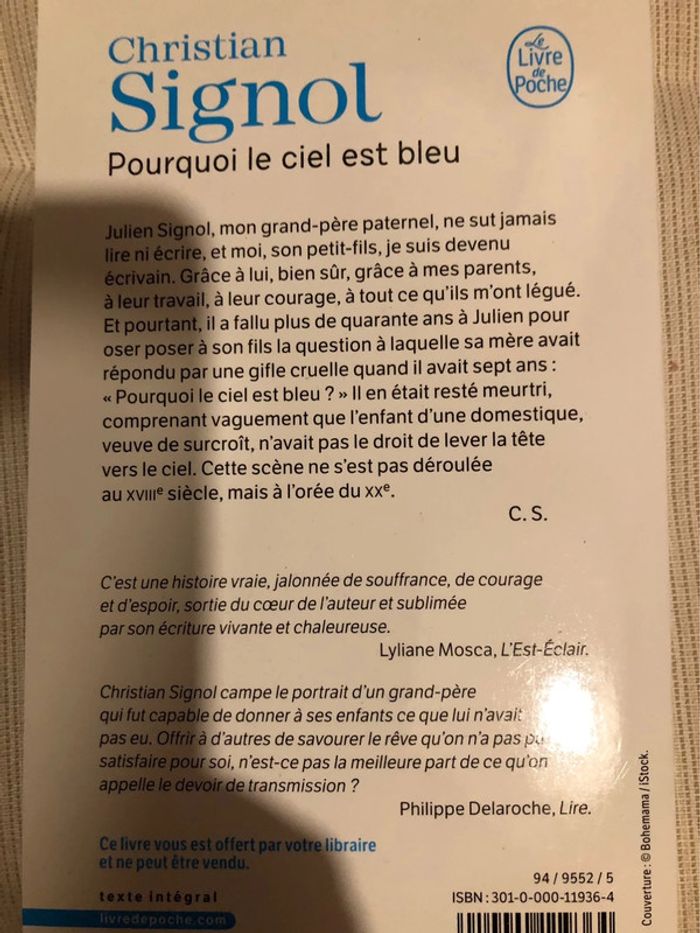 Christian
Signol
Le
Livre
de
Poche
Pourquoi le ciel est bleu
Julien Signol, mon grand-père paternel, ne sut jamais
lire ni écrire, et moi, son petit-fils, je suis devenu
écrivain. Grâce à lui, bien sûr, grâce à mes parents,
à leur travail, à leur courage, à tout ce qu'ils m'ont légué.
Et pourtant, il a fallu plus de quarante ans à Julien pour
oser poser à son fils la question à laquelle sa mère avait
répondu par une gifle cruelle quand il avait sept ans :
« Pourquoi le ciel est bleu ? » Il en était resté meurtri,
comprenant vaguement que l'enfant d'une domestique,
veuve de surcroît, n'avait pas le droit de lever la tête
vers le ciel. Cette scène ne s'est pas déroulée
au XVIIIe siècle, mais à l'orée du XXe.
C. S.
C'est une histoire vraie, jalonnée de souffrance, de courage
et d'espoir, sortie du cœur de l'auteur et sublimée
par son écriture vivante et chaleureuse.
Lyliane Mosca, L'Est-Éclair.
Christian Signol campe le portrait d'un grand-père
qui fut capable de donner à ses enfants ce que lui n'avait
pas eu. Offrir à d'autres de savourer le rêve qu'on n'a pas
satisfaire pour soi, n'est-ce pas la meilleure part de ce qu'on
appelle le devoir de transmission ?
Philippe Delaroche, Lire.
Ce livre vous est offert par votre libraire
et ne peut être vendu.
texte intégral
livredepoche.com
94 / 9552 / 5
ISBN : 301-0-000-11936-4
Couverture : © Bohemama / iStock.